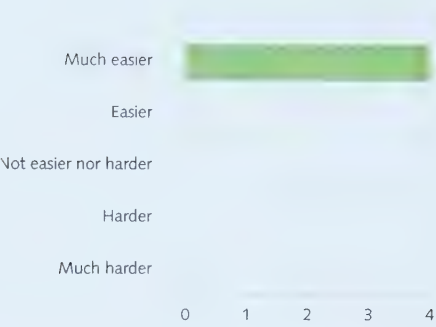 Much easier
Easier
Not easier nor harder
Harder
Much harder
0 1 2 3 4